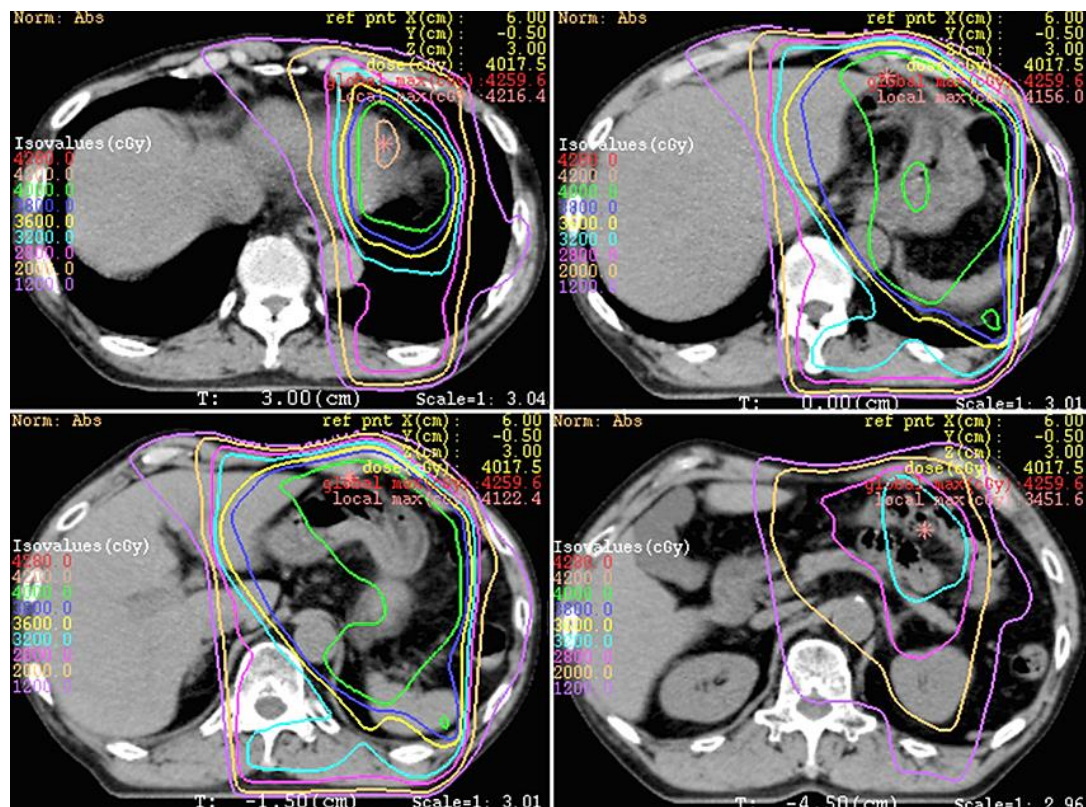 Norm: Abs
ref pnt X(cm): 6.00
Y(cm): -0.50
Z(cm): 3.00
dose(cGy): 4017.5
global max(cGy):4259.6
local max(cGy):4216.4
Isovalues(cGy)
4280.0
4200.0
4000.0
3800.0
3600.0
3200.0
2800.0
2000.0
1200.0
T: 3.00(cm)
Scale=1: 3.04
ref pnt X(cm): 6.00
Y(cm): -0.50
Z(cm): 3.00
dose(cGy): 4017.5
global max(cGy):4259.6
local max(cGy):4156.0
Isovalues(cGy)
4280.0
4200.0
4000.0
3800.0
3600.0
3200.0
2800.0
2000.0
1200.0
T: 0.00(cm)
Scale=1: 3.01
Norm: Abs
ref pnt X(cm): 6.00
Y(cm): -0.50
Z(cm): 3.00
dose(cGy): 4017.5
global max(cGy):4259.6
local max(cGy):4122.4
Isovalues(cGy)
4280.0
4200.0
4000.0
3800.0
3600.0
3200.0
2800.0
2000.0
1200.0
T: -1.50(cm)
Scale=1: 3.01
Norm: Abs
ref pnt X(cm): 6.00
Y(cm): -0.50
Z(cm): 3.00
dose(cGy): 4017.5
global max(cGy):4259.6
local max(cGy):3451.6
Isovalues(cGy)
4280.0
4200.0
4000.0
3800.0
3600.0
3200.0
2800.0
2000.0
1200.0
T: -4.50(cm)
Scale=1: 2.96